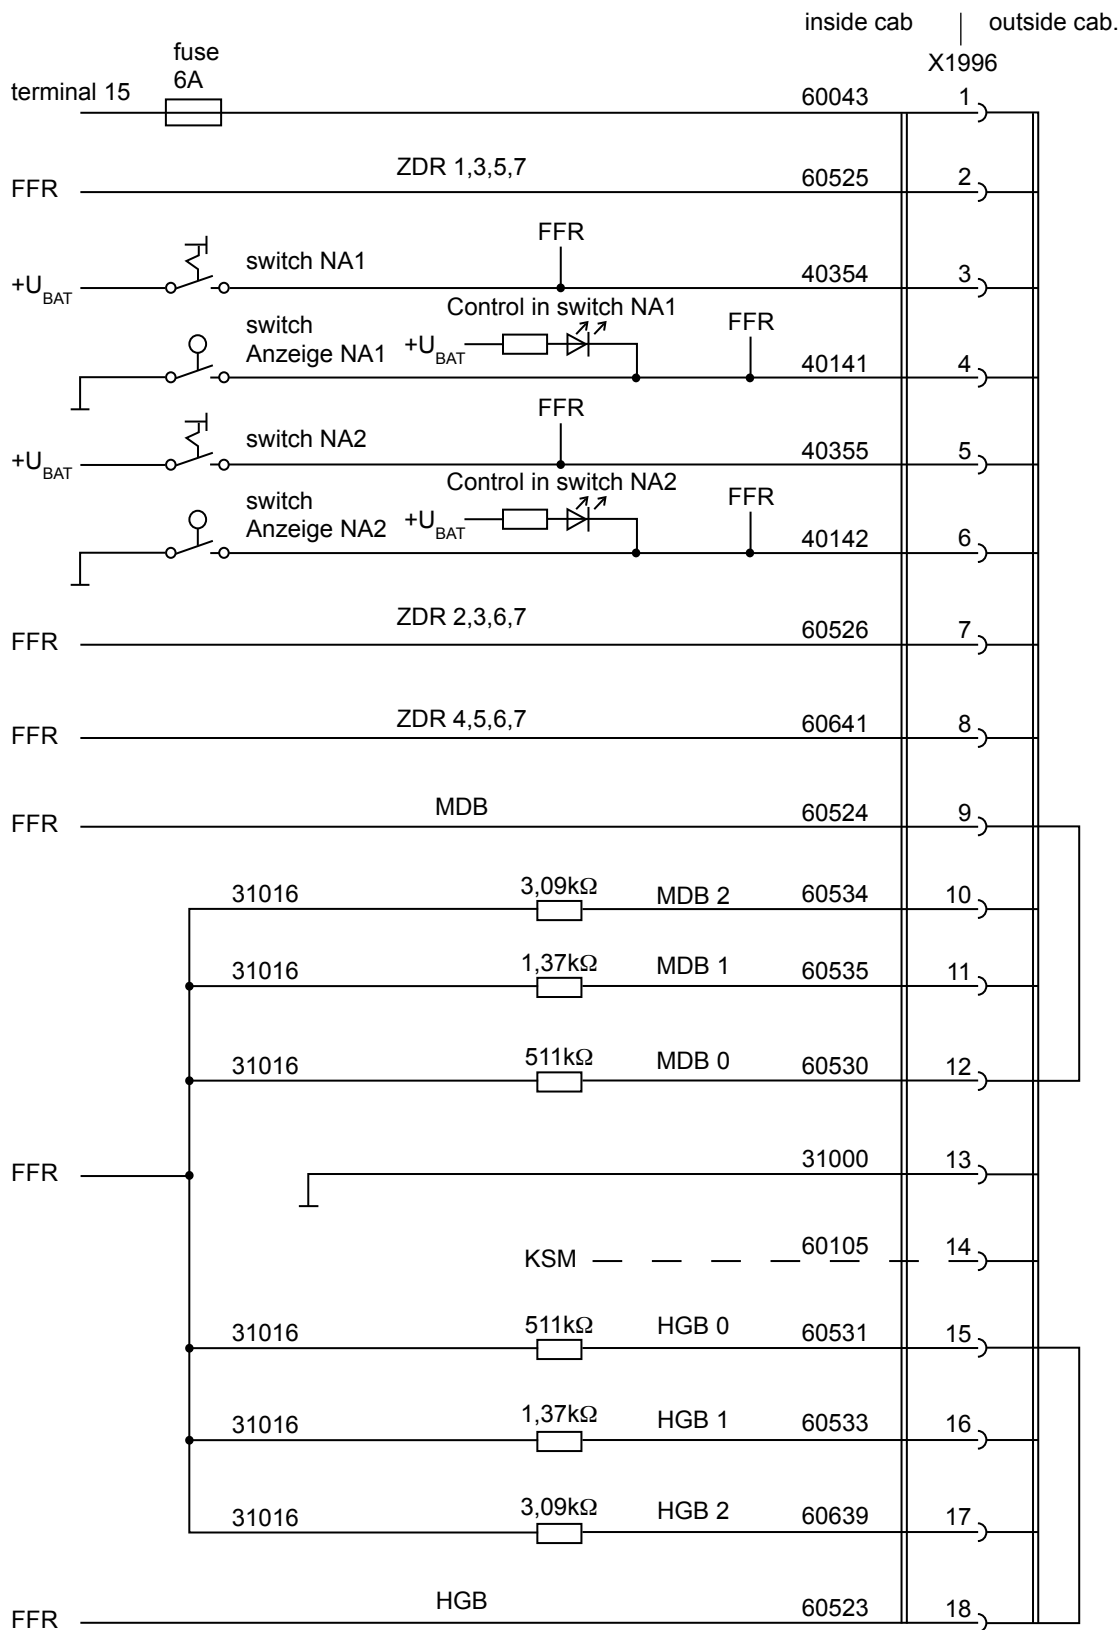 inside cab | outside cab.
X1996
fuse
6A
terminal 15 60043 1
FFR ZDR 1,3,5,7 60525 2
FFR
+UBAT switch NA1 40354 3
Control in switch NA1
switch
Anzeige NA1 +UBAT FFR 40141 4
FFR
+UBAT switch NA2 40355 5
Control in switch NA2
switch
Anzeige NA2 +UBAT FFR 40142 6
FFR ZDR 2,3,6,7 60526 7
FFR ZDR 4,5,6,7 60641 8
FFR MDB 60524 9
31016 3,09kΩ MDB 2 60534 10
31016 1,37kΩ MDB 1 60535 11
31016 511kΩ MDB 0 60530 12
FFR 31000 13
KSM 60105 14
31016 511kΩ HGB 0 60531 15
31016 1,37kΩ HGB 1 60533 16
31016 3,09kΩ HGB 2 60639 17
FFR HGB 60523 18